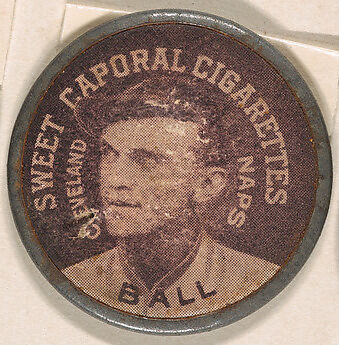 SWEET CAPORAL CIGARETTES
CLEVELAND
NAPS
BALL